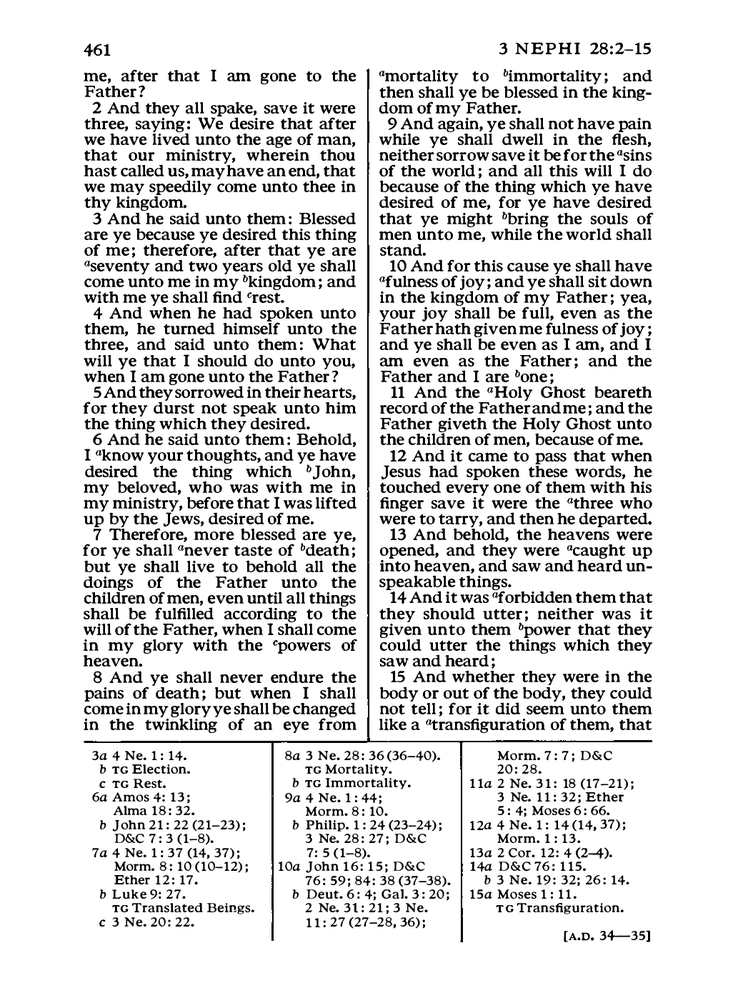 461
3 NEPHI 28:2–15
me, after that I am gone to the
Father?
2 And they all spake, save it were
three, saying: We desire that after
we have lived unto the age of man,
that our ministry, wherein thou
hast called us, may have an end, that
we may speedily come unto thee in
thy kingdom.
3 And he said unto them: Blessed
are ye because ye desired this thing
of me; therefore, after that ye are
aseventy and two years old ye shall
come unto me in my bkingdom; and
with me ye shall find crest.
4 And when he had spoken unto
them, he turned himself unto the
three, and said unto them: What
will ye that I should do unto you,
when I am gone unto the Father?
5 And they sorrowed in their hearts,
for they durst not speak unto him
the thing which they desired.
6 And he said unto them: Behold,
I aknow your thoughts, and ye have
desired the thing which bJohn,
my beloved, who was with me in
my ministry, before that I was lifted
up by the Jews, desired of me.
7 Therefore, more blessed are ye,
for ye shall anever taste of bdeath;
but ye shall live to behold all the
doings of the Father unto the
children of men, even until all things
shall be fulfilled according to the
will of the Father, when I shall come
in my glory with the cpowers of
heaven.
8 And ye shall never endure the
pains of death; but when I shall
come in my glory ye shall be changed
in the twinkling of an eye from
amortality to bimmortality; and
then shall ye be blessed in the king-
dom of my Father.
9 And again, ye shall not have pain
while ye shall dwell in the flesh,
neither sorrow save it be for the asins
of the world; and all this will I do
because of the thing which ye have
desired of me, for ye have desired
that ye might bbring the souls of
men unto me, while the world shall
stand.
10 And for this cause ye shall have
afulness of joy; and ye shall sit down
in the kingdom of my Father; yea,
your joy shall be full, even as the
Father hath given me fulness of joy;
and ye shall be even as I am, and I
am even as the Father; and the
Father and I are bone;
11 And the aHoly Ghost beareth
record of the Father and me; and the
Father giveth the Holy Ghost unto
the children of men, because of me.
12 And it came to pass that when
Jesus had spoken these words, he
touched every one of them with his
finger save it were the athree who
were to tarry, and then he departed.
13 And behold, the heavens were
opened, and they were acaught up
into heaven, and saw and heard un-
speakable things.
14 And it was aforbidden them that
they should utter; neither was it
given unto them bpower that they
could utter the things which they
saw and heard;
15 And whether they were in the
body or out of the body, they could
not tell; for it did seem unto them
like a atransfiguration of them, that
3a 4 Ne. 1: 14.
b TG Election.
c TG Rest.
6a Amos 4: 13;
Alma 18: 32.
b John 21: 22 (21–23);
D&C 7: 3 (1–8).
7a 4 Ne. 1: 37 (14, 37);
Morm. 8: 10 (10–12);
Ether 12: 17.
b Luke 9: 27.
TG Translated Beings.
c 3 Ne. 20: 22.
8a 3 Ne. 28: 36 (36–40).
TG Mortality.
b TG Immortality.
9a 4 Ne. 1: 44;
Morm. 8: 10.
b Philip. 1: 24 (23–24);
3 Ne. 28: 27; D&C
7: 5 (1–8).
10a John 16: 15; D&C
76: 59; 84: 38 (37–38).
b Deut. 6: 4; Gal. 3: 20;
2 Ne. 31: 21; 3 Ne.
11: 27 (27–28, 36);
Morm. 7: 7; D&C
20: 28.
11a 2 Ne. 31: 18 (17–21);
3 Ne. 11: 32; Ether
5: 4; Moses 6: 66.
12a 4 Ne. 1: 14 (14, 37);
Morm. 1: 13.
13a 2 Cor. 12: 4 (2–4).
14a D&C 76: 115.
b 3 Ne. 19: 32; 26: 14.
15a Moses 1: 11.
TG Transfiguration.
[A.D. 34—35]